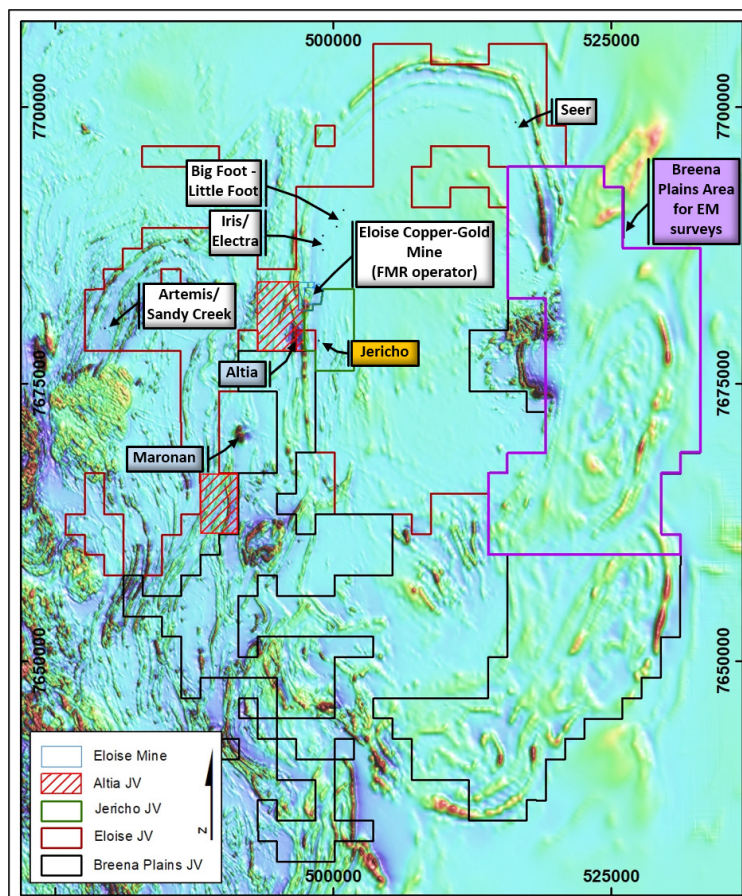 500000
525000
7700000
7700000
Seer
Big Foot -
Little Foot
Breena
Plains Area
for EM
surveys
Iris/
Electra
Eloise Copper-Gold
Mine
(FMR operator)
Artemis/
Sandy Creek
Jericho
Altia
7675000
7675000
Maronan
7650000
7650000
Eloise Mine
Altia JV
Jericho JV
Eloise JV
Breena Plains JV
N
500000
525000